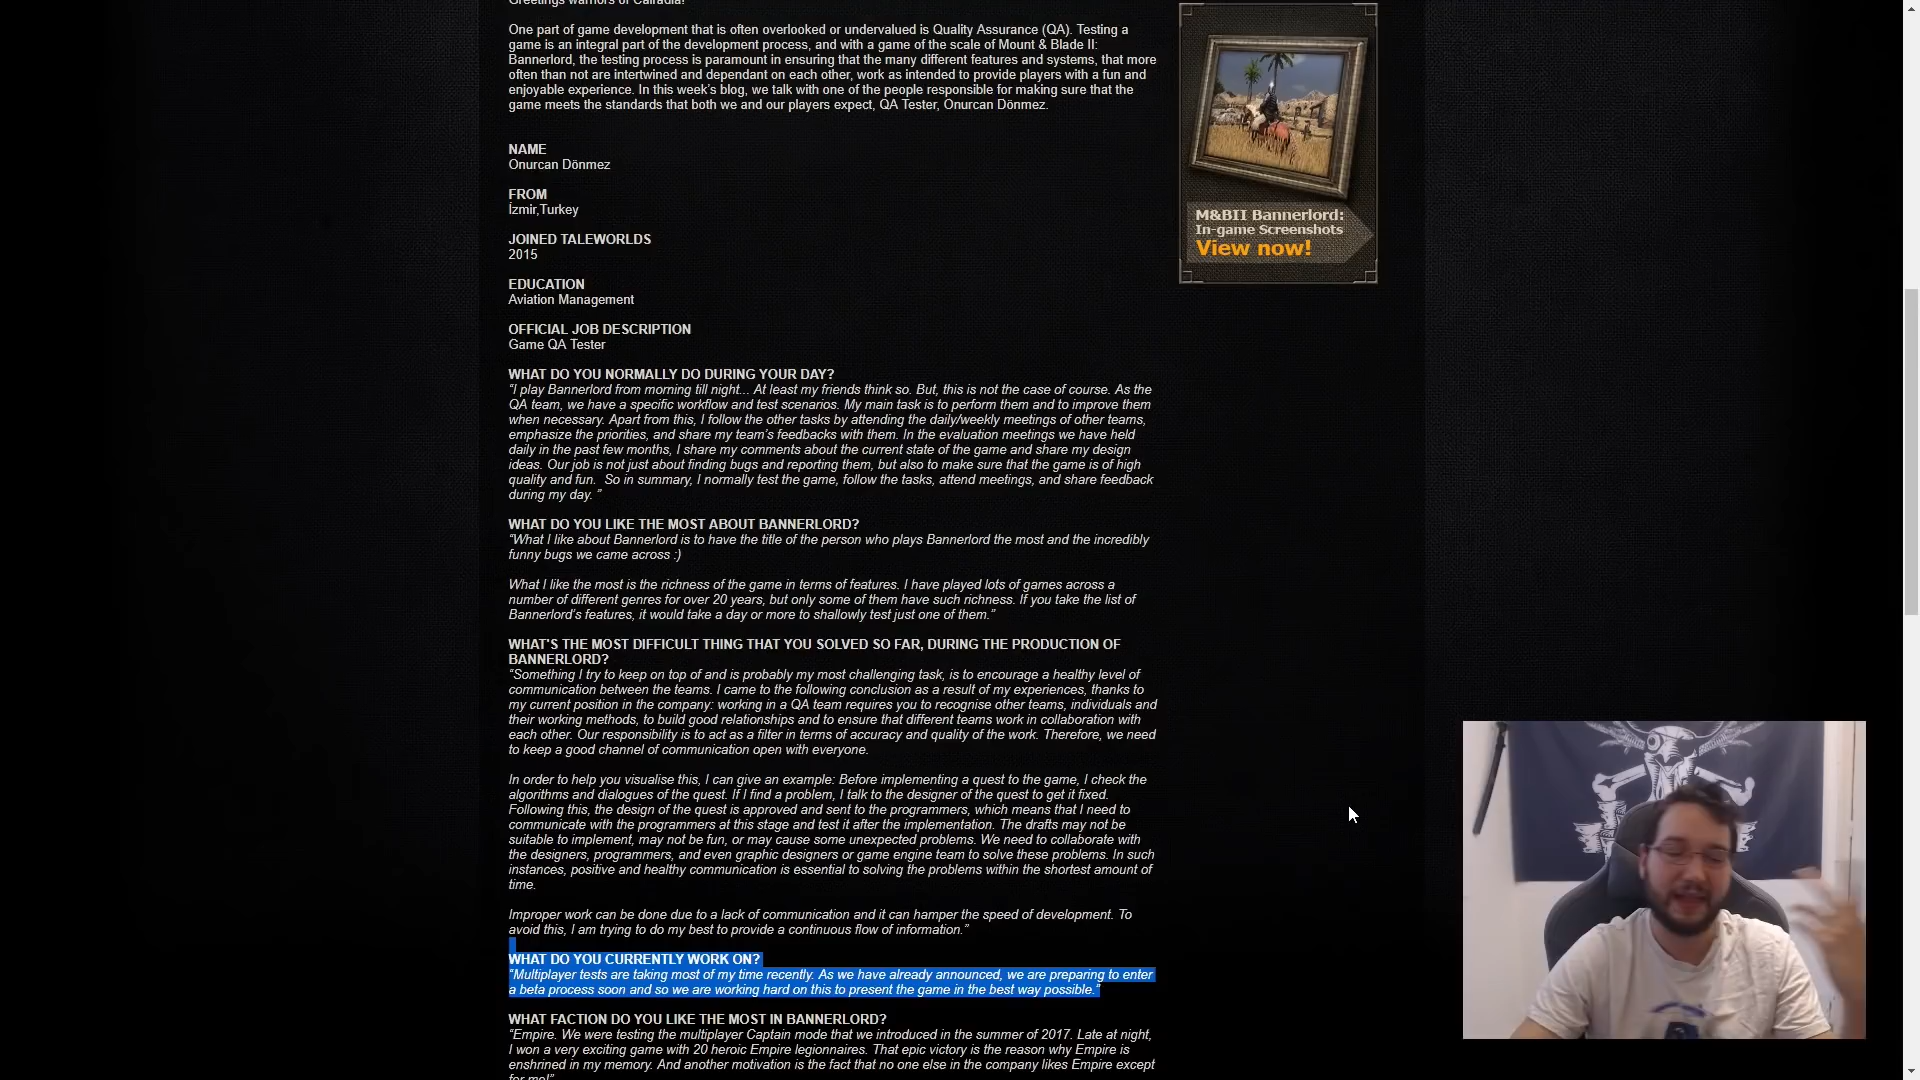 Greetings warriors of Calradia!
One part of game development that is often overlooked or undervalued is Quality Assurance (QA). Testing a
game is an integral part of the development process, and with a game of the scale of Mount & Blade II:
Bannerlord, the testing process is paramount in ensuring that the many different features and systems, that more
often than not are intertwined and dependant on each other, work as intended to provide players with a fun and
enjoyable experience. In this week's blog, we talk with one of the people responsible for making sure that the
game meets the standards that both we and our players expect, QA Tester, Onurcan Dönmez.
NAME
Onurcan Dönmez
FROM
İzmir,Turkey
JOINED TALEWORLDS
2015
EDUCATION
Aviation Management
OFFICIAL JOB DESCRIPTION
Game QA Tester
WHAT DO YOU NORMALLY DO DURING YOUR DAY?
“I play Bannerlord from morning till night... At least my friends think so. But, this is not the case of course. As the
QA team, we have a specific workflow and test scenarios. My main task is to perform them and to improve them
when necessary. Apart from this, I follow the other tasks by attending the daily/weekly meetings of other teams,
emphasize the priorities, and share my team's feedbacks with them. In the evaluation meetings we have held
daily in the past few months, I share my comments about the current state of the game and share my design
ideas. Our job is not just about finding bugs and reporting them, but also to make sure that the game is of high
quality and fun.  So in summary, I normally test the game, follow the tasks, attend meetings, and share feedback
during my day. ”
WHAT DO YOU LIKE THE MOST ABOUT BANNERLORD?
“What I like about Bannerlord is to have the title of the person who plays Bannerlord the most and the incredibly
funny bugs we came across :)
What I like the most is the richness of the game in terms of features. I have played lots of games across a
number of different genres for over 20 years, but only some of them have such richness. If you take the list of
Bannerlord's features, it would take a day or more to shallowly test just one of them.”
WHAT'S THE MOST DIFFICULT THING THAT YOU SOLVED SO FAR, DURING THE PRODUCTION OF
BANNERLORD?
“Something I try to keep on top of and is probably my most challenging task, is to encourage a healthy level of
communication between the teams. I came to the following conclusion as a result of my experiences, thanks to
my current position in the company: working in a QA team requires you to recognise other teams, individuals and
their working methods, to build good relationships and to ensure that different teams work in collaboration with
each other. Our responsibility is to act as a filter in terms of accuracy and quality of the work. Therefore, we need
to keep a good channel of communication open with everyone.
In order to help you visualise this, I can give an example: Before implementing a quest to the game, I check the
algorithms and dialogues of the quest. If I find a problem, I talk to the designer of the quest to get it fixed.
Following this, the design of the quest is approved and sent to the programmers, which means that I need to
communicate with the programmers at this stage and test it after the implementation. The drafts may not be
suitable to implement, may not be fun, or may cause some unexpected problems. We need to collaborate with
the designers, programmers, and even graphic designers or game engine team to solve these problems. In such
instances, positive and healthy communication is essential to solving the problems within the shortest amount of
time.
Improper work can be done due to a lack of communication and it can hamper the speed of development. To
avoid this, I am trying to do my best to provide a continuous flow of information.”
WHAT DO YOU CURRENTLY WORK ON?
“Multiplayer tests are taking most of my time recently. As we have already announced, we are preparing to enter
a beta process soon and so we are working hard on this to present the game in the best way possible.”
WHAT FACTION DO YOU LIKE THE MOST IN BANNERLORD?
“Empire. We were testing the multiplayer Captain mode that we introduced in the summer of 2017. Late at night,
I won a very exciting game with 20 heroic Empire legionnaires. That epic victory is the reason why Empire is
enshrined in my memory. And another motivation is the fact that no one else in the company likes Empire except
for me!”
M&BII Bannerlord:
In-game Screenshots
View now!